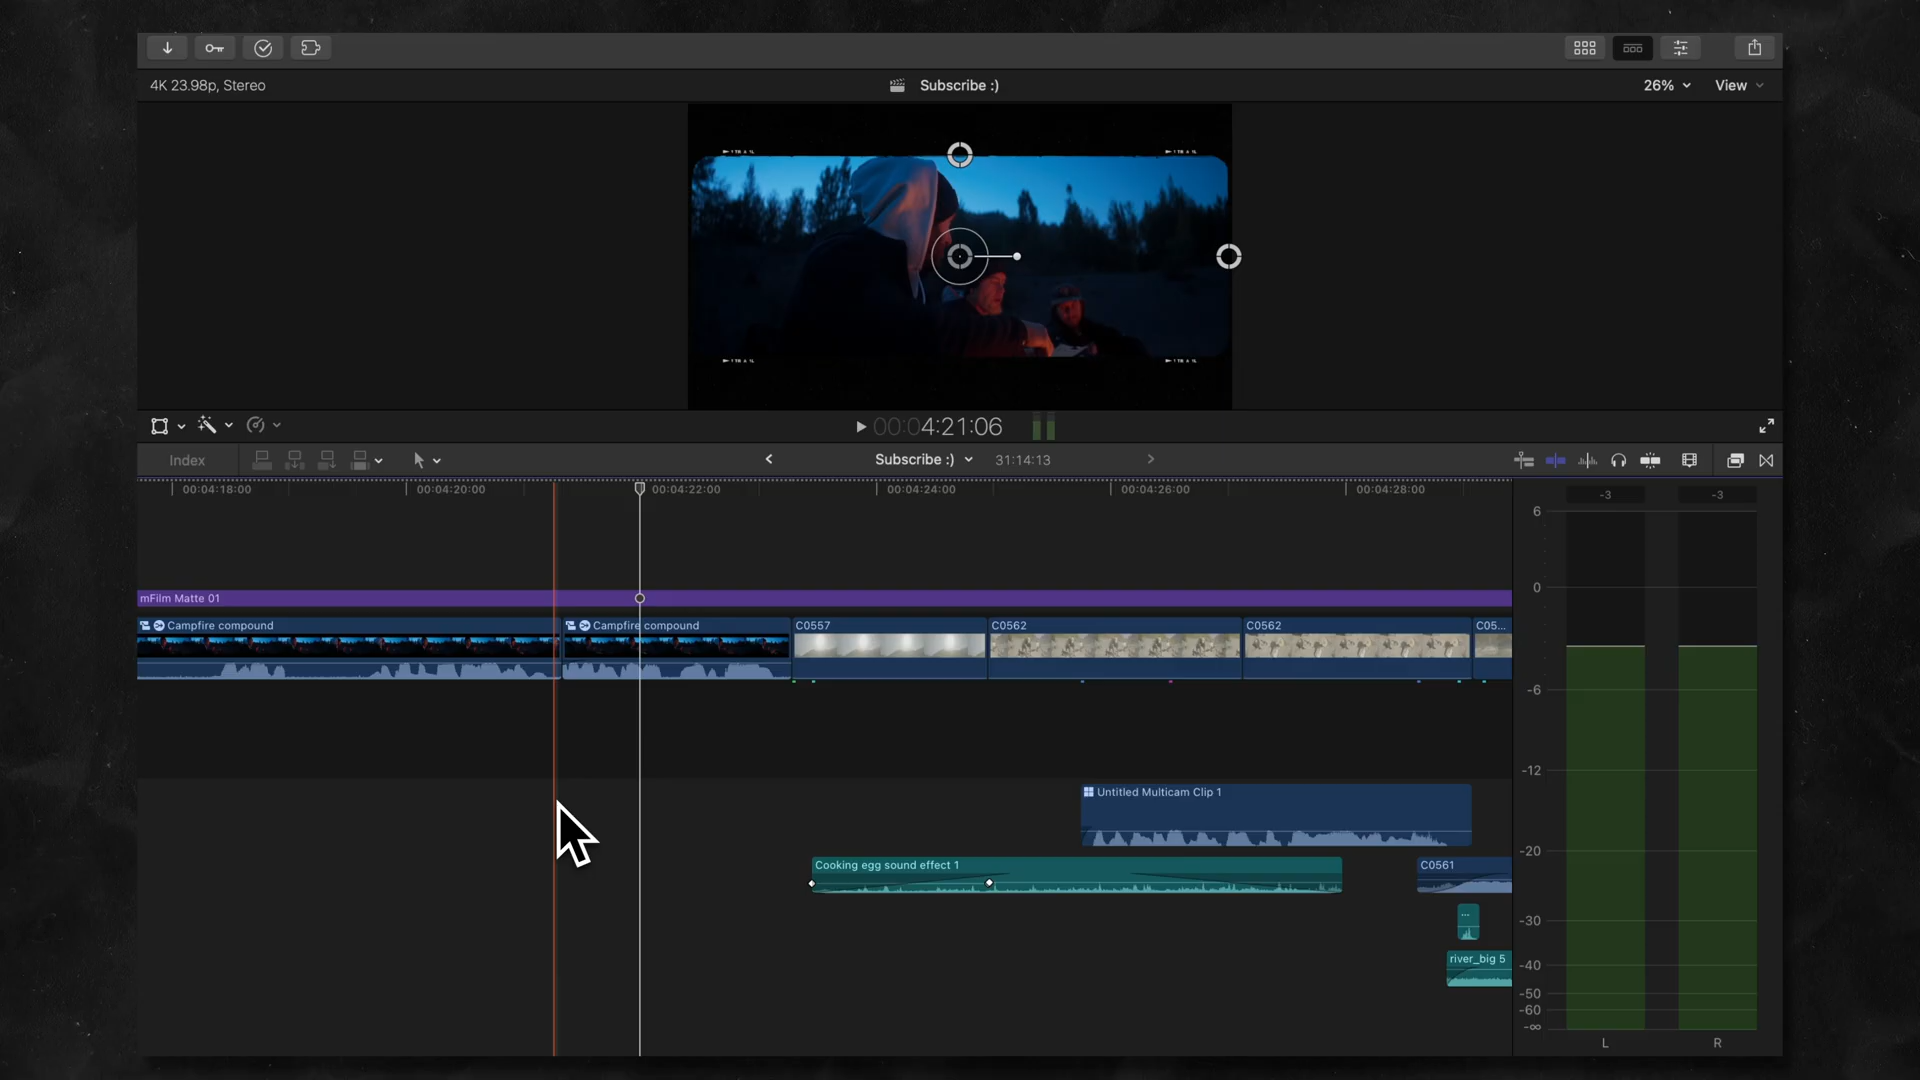 4K 23.98p, Stereo
Subscribe :)
26%
View
00:04:21:06
Index
Subscribe :)
31:14:13
00:04:18:00
00:04:20:00
00:04:22:00
00:04:24:00
00:04:26:00
00:04:28:00
-3
-3
6
0
-6
-12
-20
-30
-40
-50
-60
-∞
L
R
mFilm Matte 01
Campfire compound
Campfire compound
C0557
C0562
C0562
C05...
Untitled Multicam Clip 1
Cooking egg sound effect 1
C0561
...
river_big 5